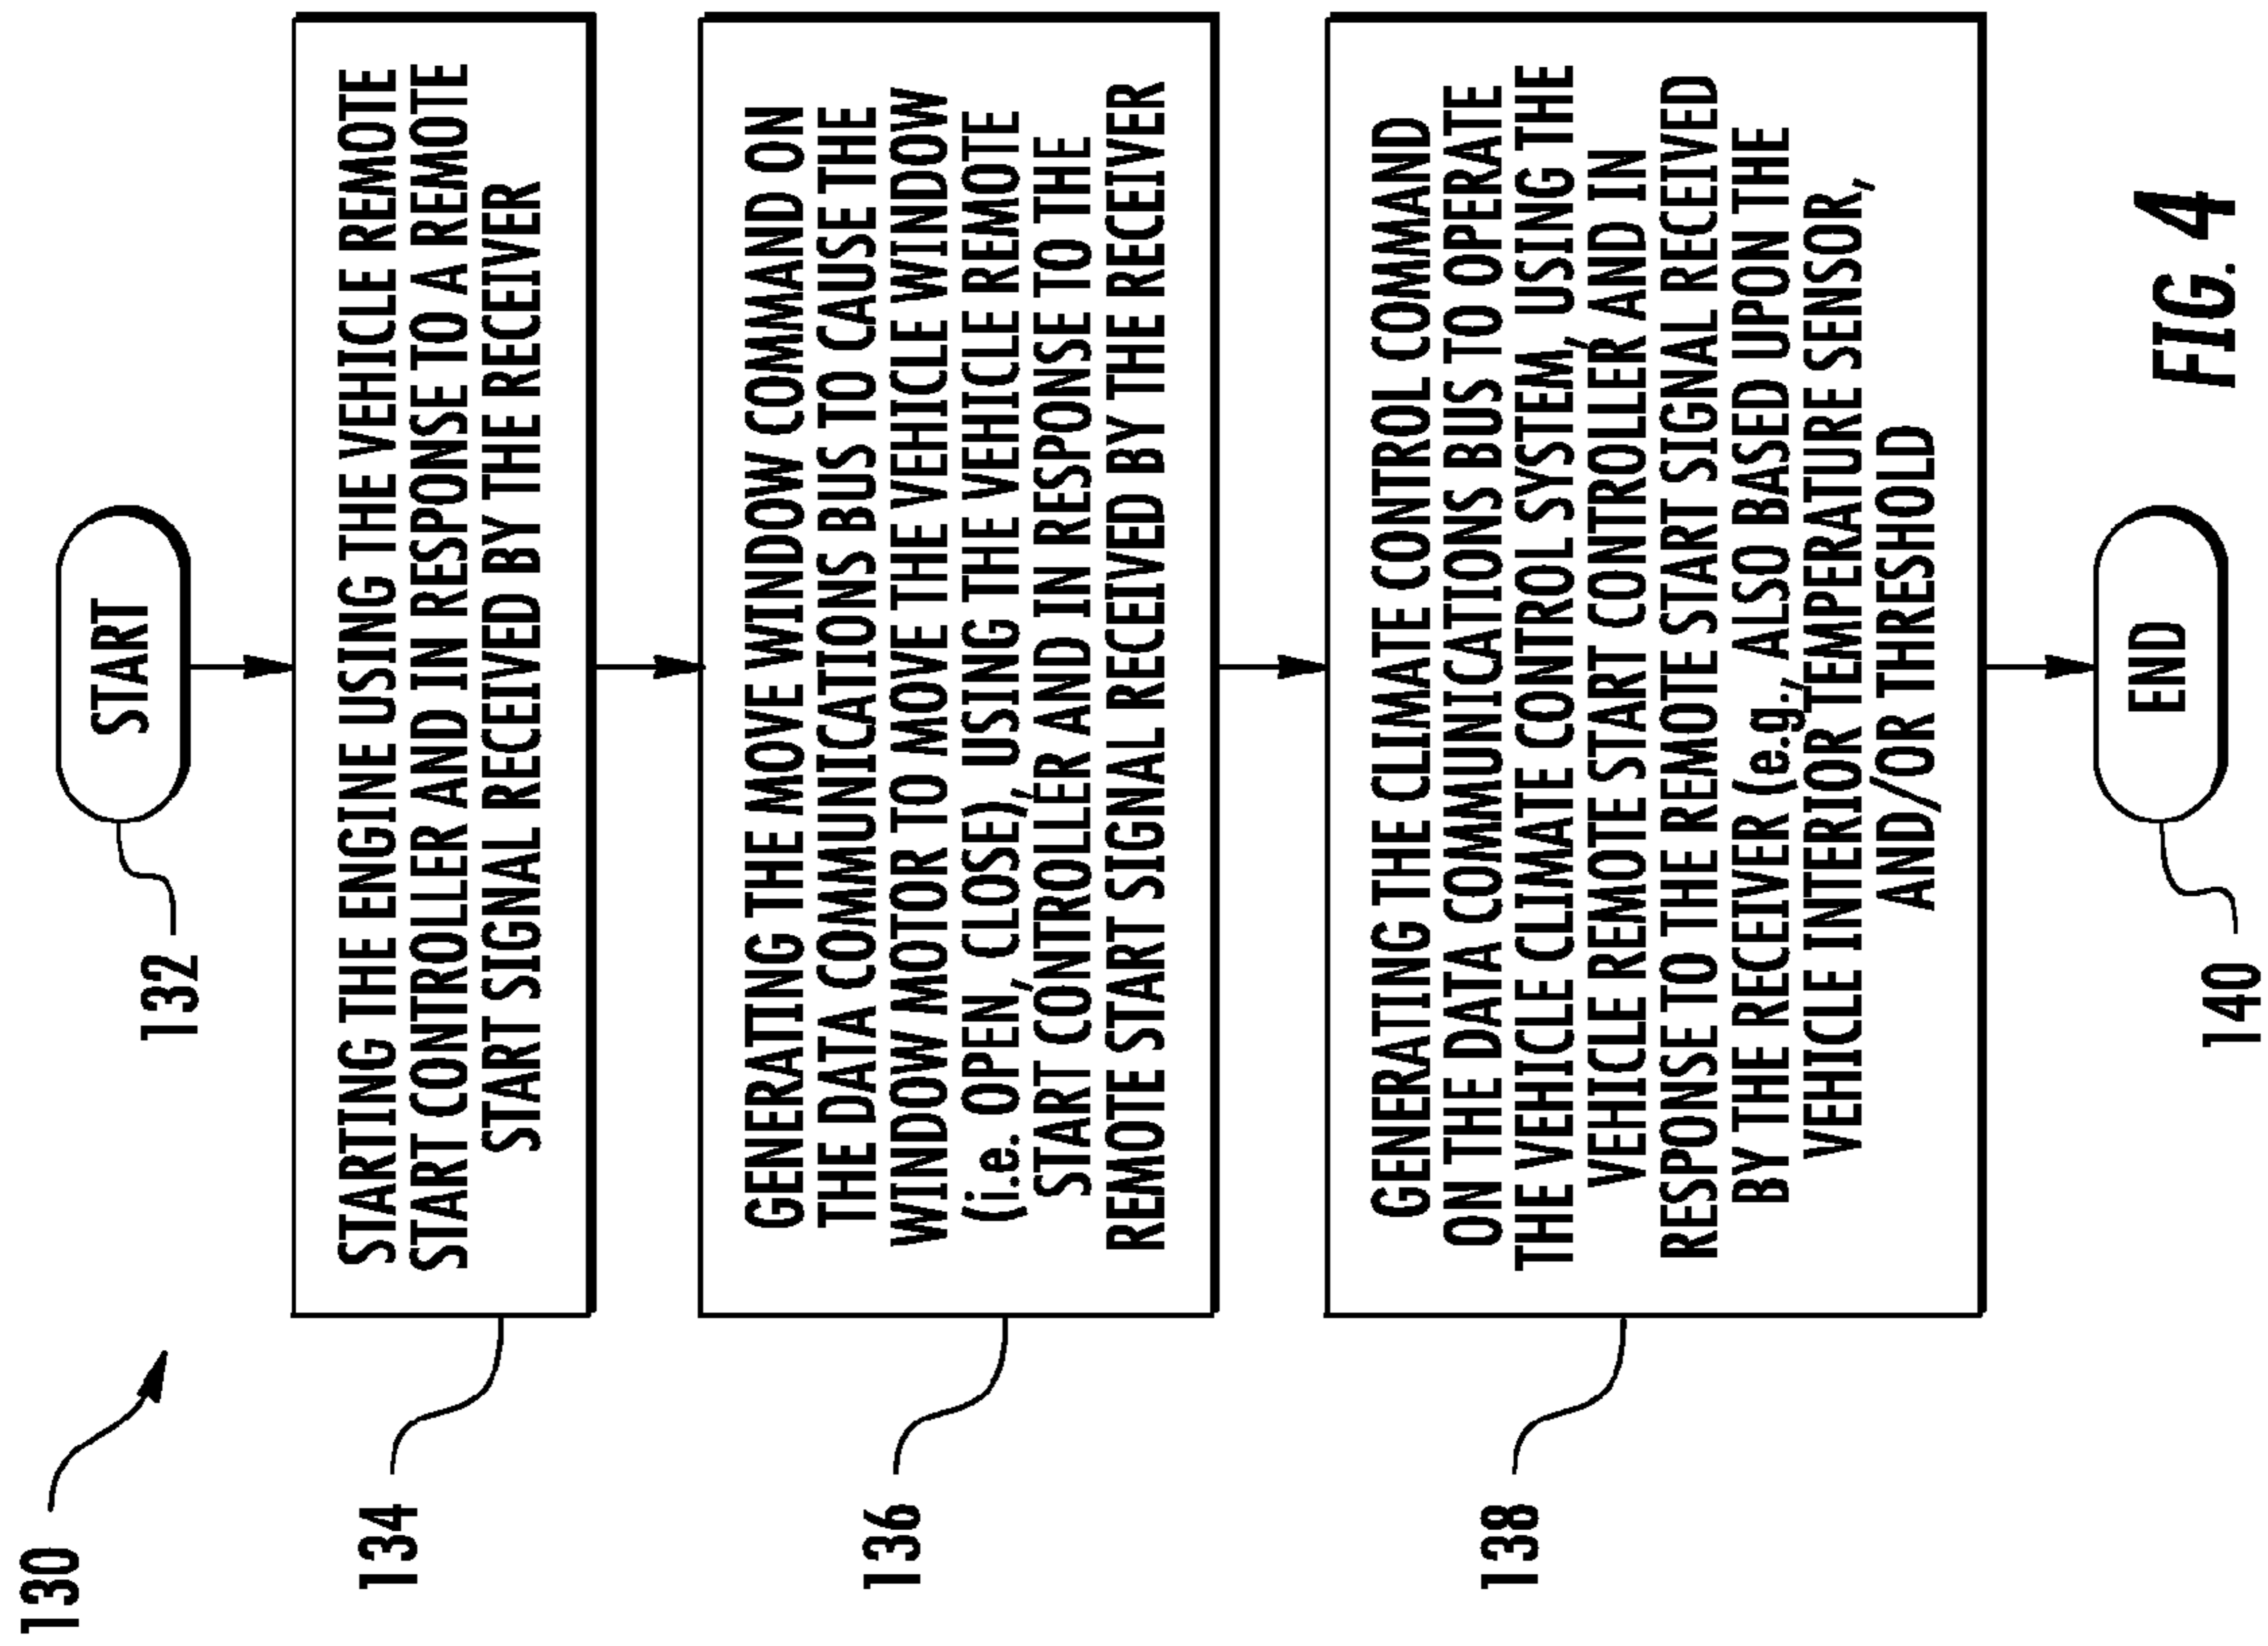 130
START
132
134
STARTING THE ENGINE USING THE VEHICLE REMOTE
START CONTROLLER AND IN RESPONSE TO A REMOTE
START SIGNAL RECEIVED BY THE RECEIVER
136
GENERATING THE MOVE WINDOW COMMAND ON
THE DATA COMMUNICATIONS BUS TO CAUSE THE
WINDOW MOTOR TO MOVE THE VEHICLE WINDOW
(i.e. OPEN, CLOSE), USING THE VEHICLE REMOTE
START CONTROLLER AND IN RESPONSE TO THE
REMOTE START SIGNAL RECEIVED BY THE RECEIVER
138
GENERATING THE CLIMATE CONTROL COMMAND
ON THE DATA COMMUNICATIONS BUS TO OPERATE
THE VEHICLE CLIMATE CONTROL SYSTEM, USING THE
VEHICLE REMOTE START CONTROLLER AND IN
RESPONSE TO THE REMOTE START SIGNAL RECEIVED
BY THE RECEIVER (e.g., ALSO BASED UPON THE
VEHICLE INTERIOR TEMPERATURE SENSOR,
AND/OR THRESHOLD
END
140
FIG. 4